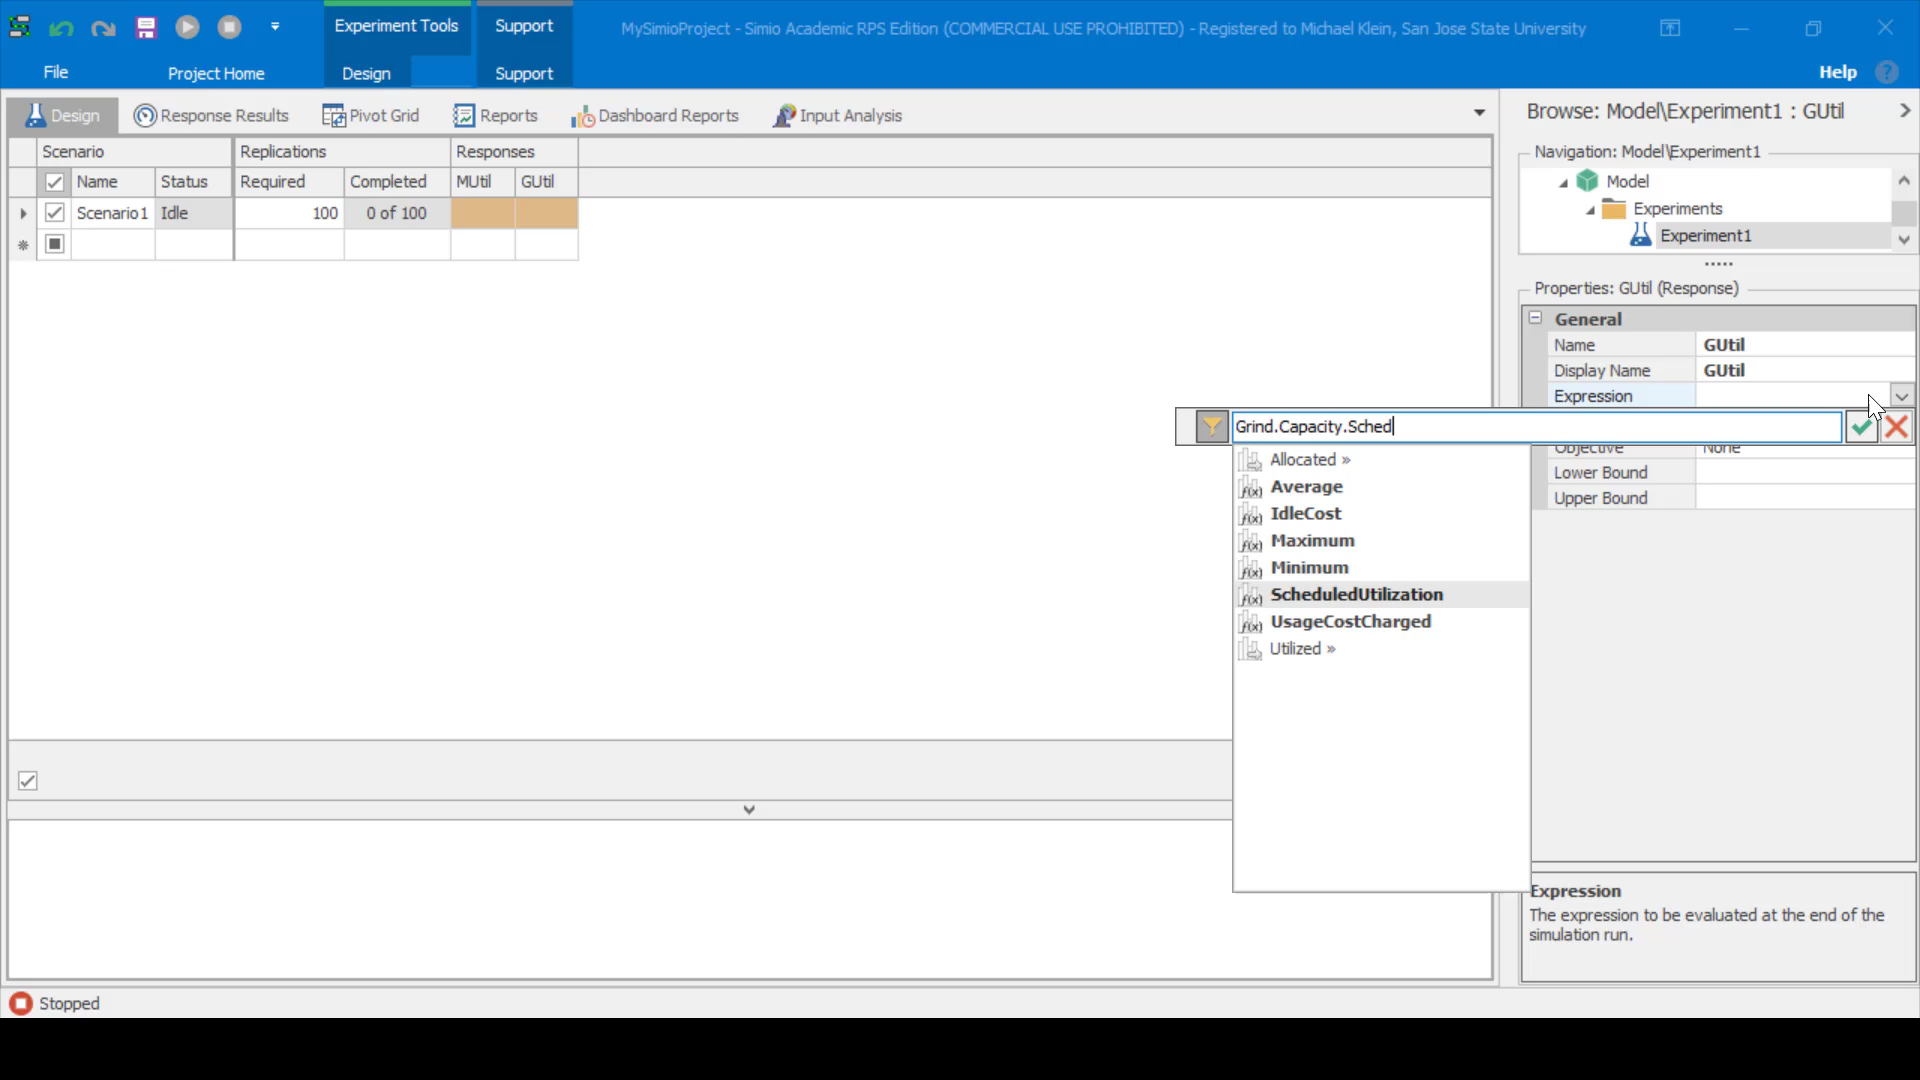 Experiment Tools
Support
MySimioProject - Simio Academic RPS Edition (COMMERCIAL USE PROHIBITED) - Registered to Michael Klein, San Jose State University
File
Project Home
Design
Support
Help
Design
Response Results
Pivot Grid
Reports
Dashboard Reports
Input Analysis
Browse: Model\Experiment1 : GUtil
Scenario
Replications
Responses
Name
Status
Required
Completed
MUtil
GUtil
Scenario1
Idle
100
0 of 100
Navigation: Model\Experiment1
Model
Experiments
Experiment1
Properties: GUtil (Response)
General
Name
GUtil
Display Name
GUtil
Expression
Grind.Capacity.Sched
Objective
None
Lower Bound
Upper Bound
Allocated »
Average
IdleCost
Maximum
Minimum
ScheduledUtilization
UsageCostCharged
Utilized »
Expression
The expression to be evaluated at the end of the
simulation run.
Stopped